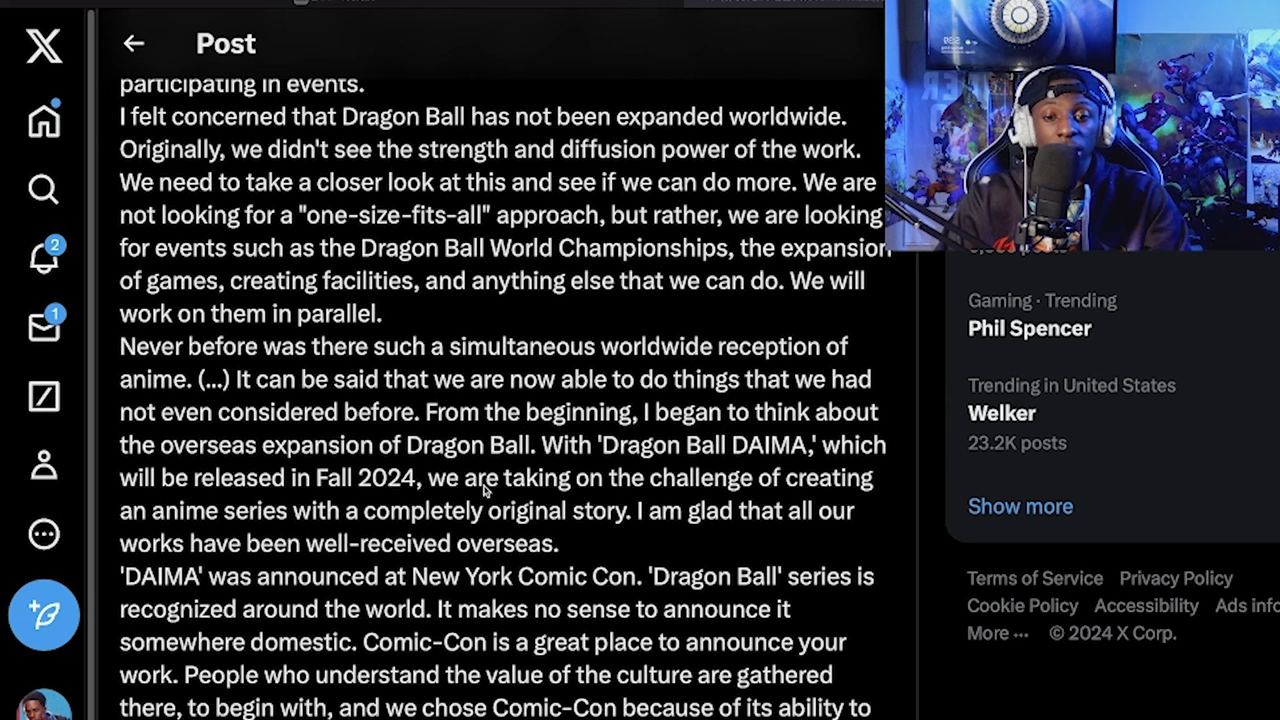 Post
participating in events.
I felt concerned that Dragon Ball has not been expanded worldwide.
Originally, we didn't see the strength and diffusion power of the work.
We need to take a closer look at this and see if we can do more. We are
not looking for a "one-size-fits-all" approach, but rather, we are looking
for events such as the Dragon Ball World Championships, the expansion
of games, creating facilities, and anything else that we can do. We will
work on them in parallel.
Never before was there such a simultaneous worldwide reception of
anime. (...) It can be said that we are now able to do things that we had
not even considered before. From the beginning, I began to think about
the overseas expansion of Dragon Ball. With 'Dragon Ball DAIMA,' which
will be released in Fall 2024, we are taking on the challenge of creating
an anime series with a completely original story. I am glad that all our
works have been well-received overseas.
'DAIMA' was announced at New York Comic Con. 'Dragon Ball' series is
recognized around the world. It makes no sense to announce it
somewhere domestic. Comic-Con is a great place to announce your
work. People who understand the value of the culture are gathered
there, to begin with, and we chose Comic-Con because of its ability to
2
1
posts
Gaming · Trending
Phil Spencer
Trending in United States
Welker
23.2K posts
Show more
Terms of Service Privacy Policy
Cookie Policy Accessibility Ads info
More ··· © 2024 X Corp.